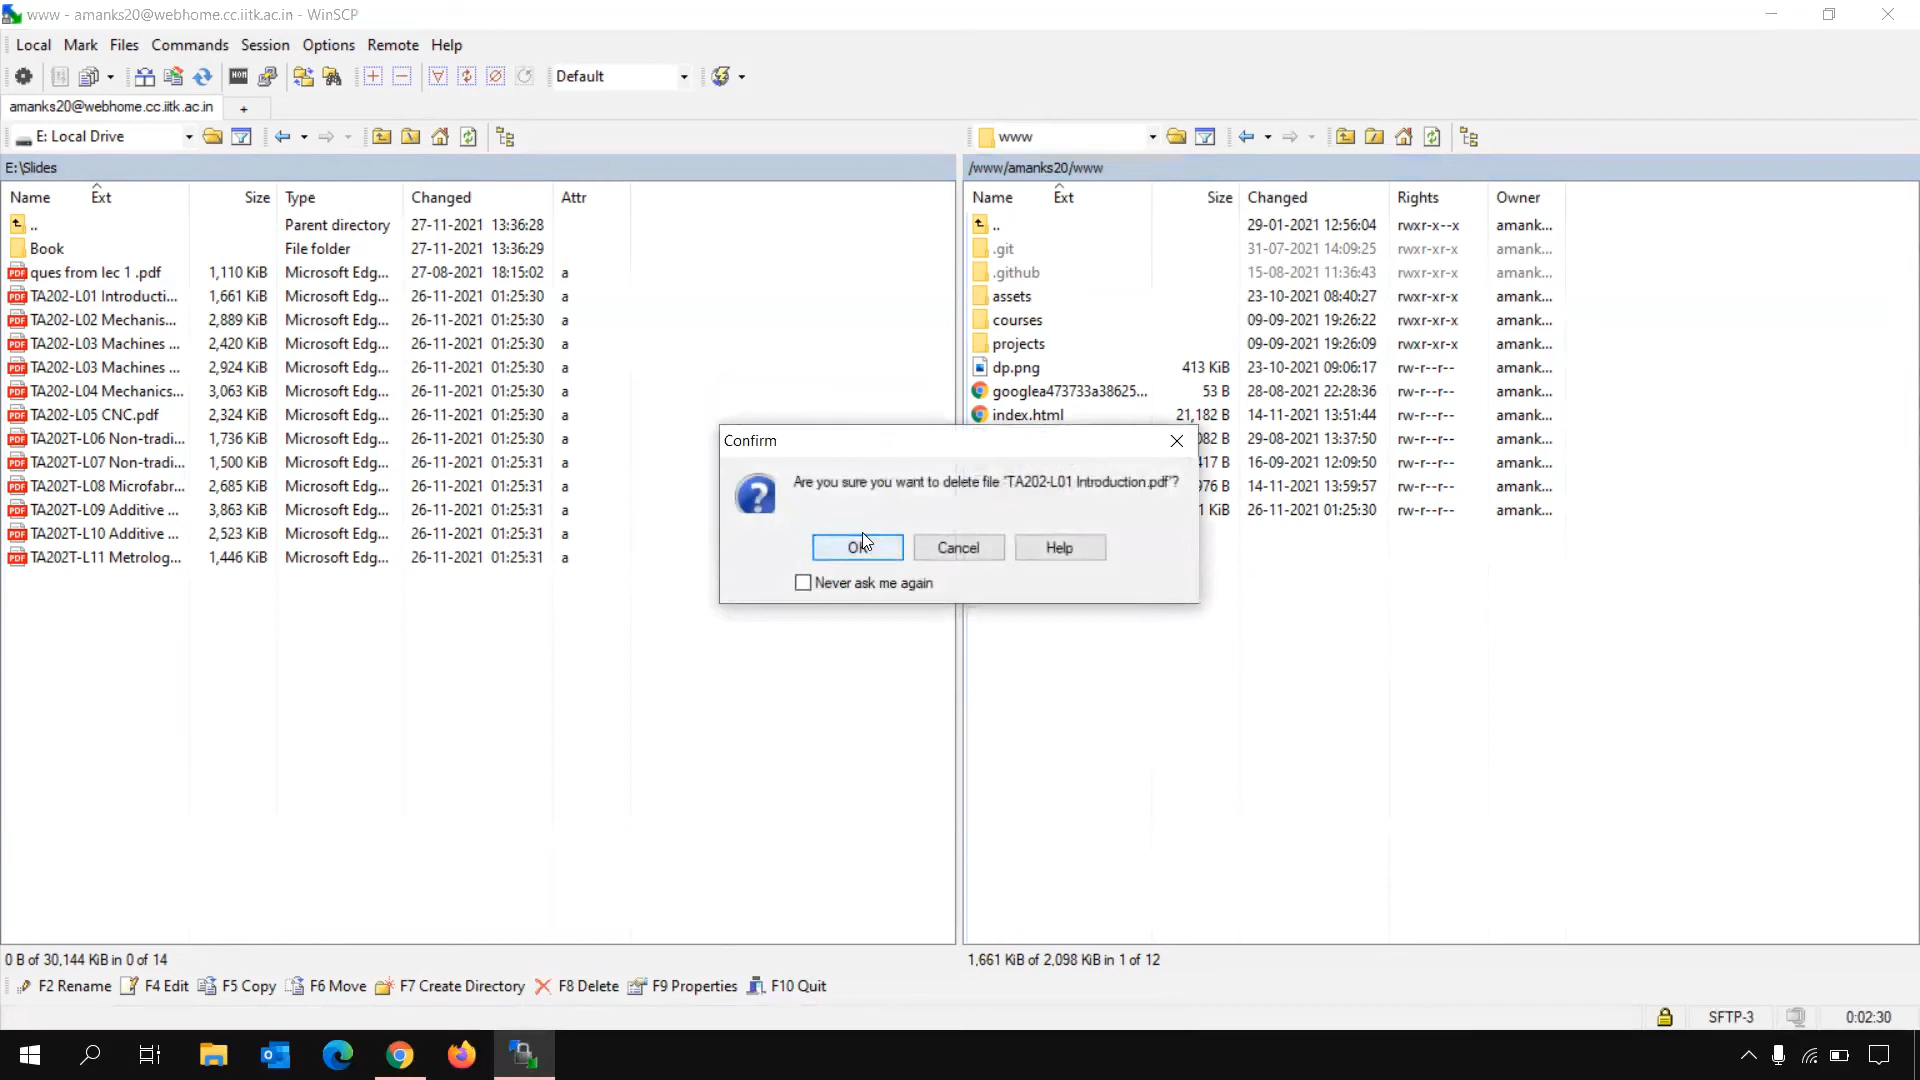 www - amanks20@webhome.cc.iitk.ac.in - WinSCP
Local Mark Files Commands Session Options Remote Help
Default
amanks20@webhome.cc.iitk.ac.in +
E: Local Drive
www
E:\Slides
/www/amanks20/www
Name Ext Size Type Changed Attr
Name Ext Size Changed Rights Owner
.. Parent directory 27-11-2021 13:36:28
Book File folder 27-11-2021 13:36:29
ques from lec 1 .pdf 1,110 KiB Microsoft Edg... 27-08-2021 18:15:02 a
TA202-L01 Introducti... 1,661 KiB Microsoft Edg... 26-11-2021 01:25:30 a
TA202-L02 Mechanis... 2,889 KiB Microsoft Edg... 26-11-2021 01:25:30 a
TA202-L03 Machines ... 2,420 KiB Microsoft Edg... 26-11-2021 01:25:30 a
TA202-L03 Machines ... 2,924 KiB Microsoft Edg... 26-11-2021 01:25:30 a
TA202-L04 Mechanics... 3,063 KiB Microsoft Edg... 26-11-2021 01:25:30 a
TA202-L05 CNC.pdf 2,324 KiB Microsoft Edg... 26-11-2021 01:25:30 a
TA202T-L06 Non-tradi... 1,736 KiB Microsoft Edg... 26-11-2021 01:25:30 a
TA202T-L07 Non-tradi... 1,500 KiB Microsoft Edg... 26-11-2021 01:25:31 a
TA202T-L08 Microfabr... 2,685 KiB Microsoft Edg... 26-11-2021 01:25:31 a
TA202T-L09 Additive ... 3,863 KiB Microsoft Edg... 26-11-2021 01:25:31 a
TA202T-L10 Additive ... 2,523 KiB Microsoft Edg... 26-11-2021 01:25:31 a
TA202T-L11 Metrolog... 1,446 KiB Microsoft Edg... 26-11-2021 01:25:31 a
.. 29-01-2021 12:56:04 rwxr-x--x amank...
.git 31-07-2021 14:09:25 rwxr-xr-x amank...
.github 15-08-2021 11:36:43 rwxr-xr-x amank...
assets 23-10-2021 08:40:27 rwxr-xr-x amank...
courses 09-09-2021 19:26:22 rwxr-xr-x amank...
projects 09-09-2021 19:26:09 rwxr-xr-x amank...
dp.png 413 KiB 23-10-2021 09:06:17 rw-r--r-- amank...
googlea473733a38625... 53 B 28-08-2021 22:28:36 rw-r--r-- amank...
index.html 21,182 B 14-11-2021 13:51:44 rw-r--r-- amank...
082 B 29-08-2021 13:37:50 rw-r--r-- amank...
417 B 16-09-2021 12:09:50 rw-r--r-- amank...
976 B 14-11-2021 13:59:57 rw-r--r-- amank...
1 KiB 26-11-2021 01:25:30 rw-r--r-- amank...
Confirm
Are you sure you want to delete file 'TA202-L01 Introduction.pdf'?
OK Cancel Help
Never ask me again
0 B of 30,144 KiB in 0 of 14
1,661 KiB of 2,098 KiB in 1 of 12
F2 Rename F4 Edit F5 Copy F6 Move F7 Create Directory F8 Delete F9 Properties F10 Quit
SFTP-3 0:02:30